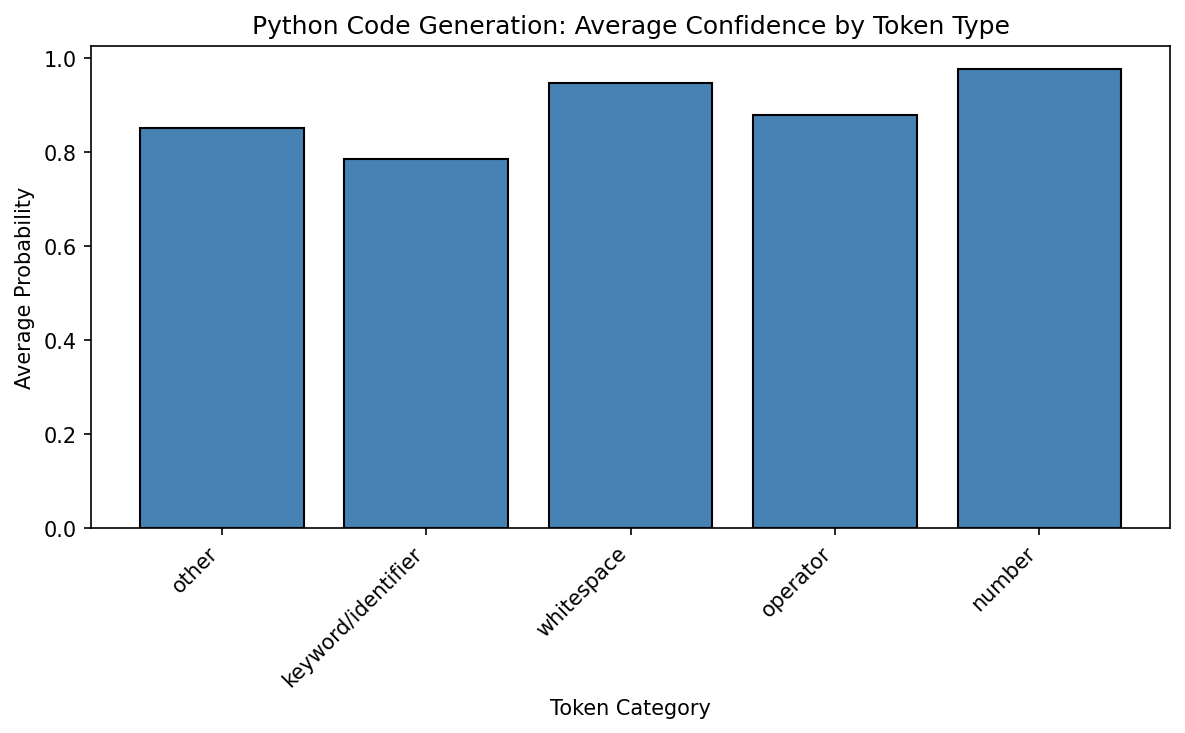 Python Code Generation: Average Confidence by Token Type
1.0
0.8
0.6
0.4
0.2
0.0
Average Probability
other
keyword/identifier
whitespace
operator
number
Token Category